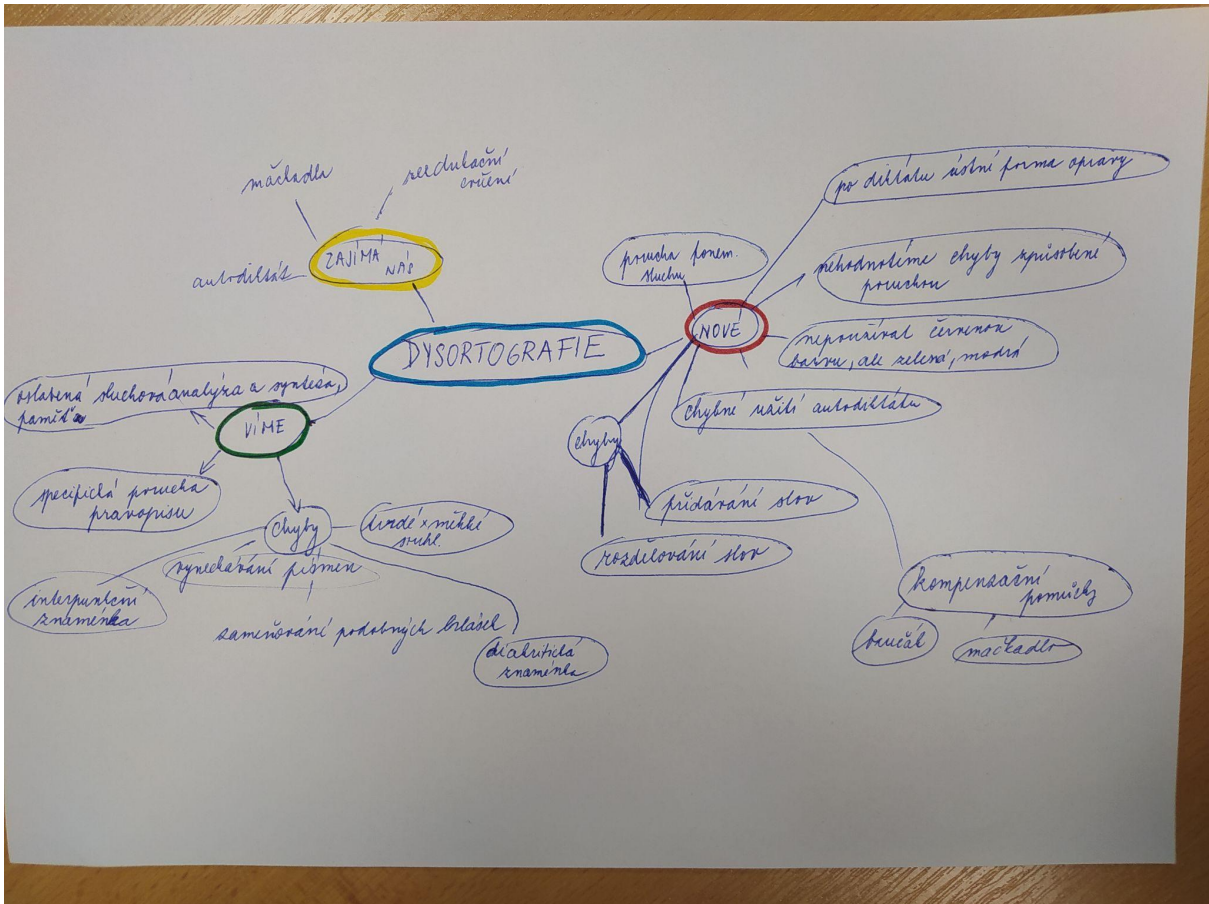 mačkadla
reedukační
cvičení
ZAJÍMÁ
NÁS
autodiktát
DYSORTOGRAFIE
po diktátu ústní forma opravy
porucha fonem.
sluchu
nehodnotíme chyby způsobené
poruchou
NOVÉ
nepoužívat červenou
barvu, ale zelená, modrá
chybné užití autodiktátu
chyby
přidávání slov
rozdělování slov
kompenzační
pomůcky
bzučák
mačkadlo
oslabená sluchová analýza a syntéza,
paměť
VÍME
specifická porucha
pravopisu
chyby
tvrdé × měkké
souhl.
vynechávání písmen
interpunkční
znaménka
zaměňování podobných hlásek
diakritická
znaménka